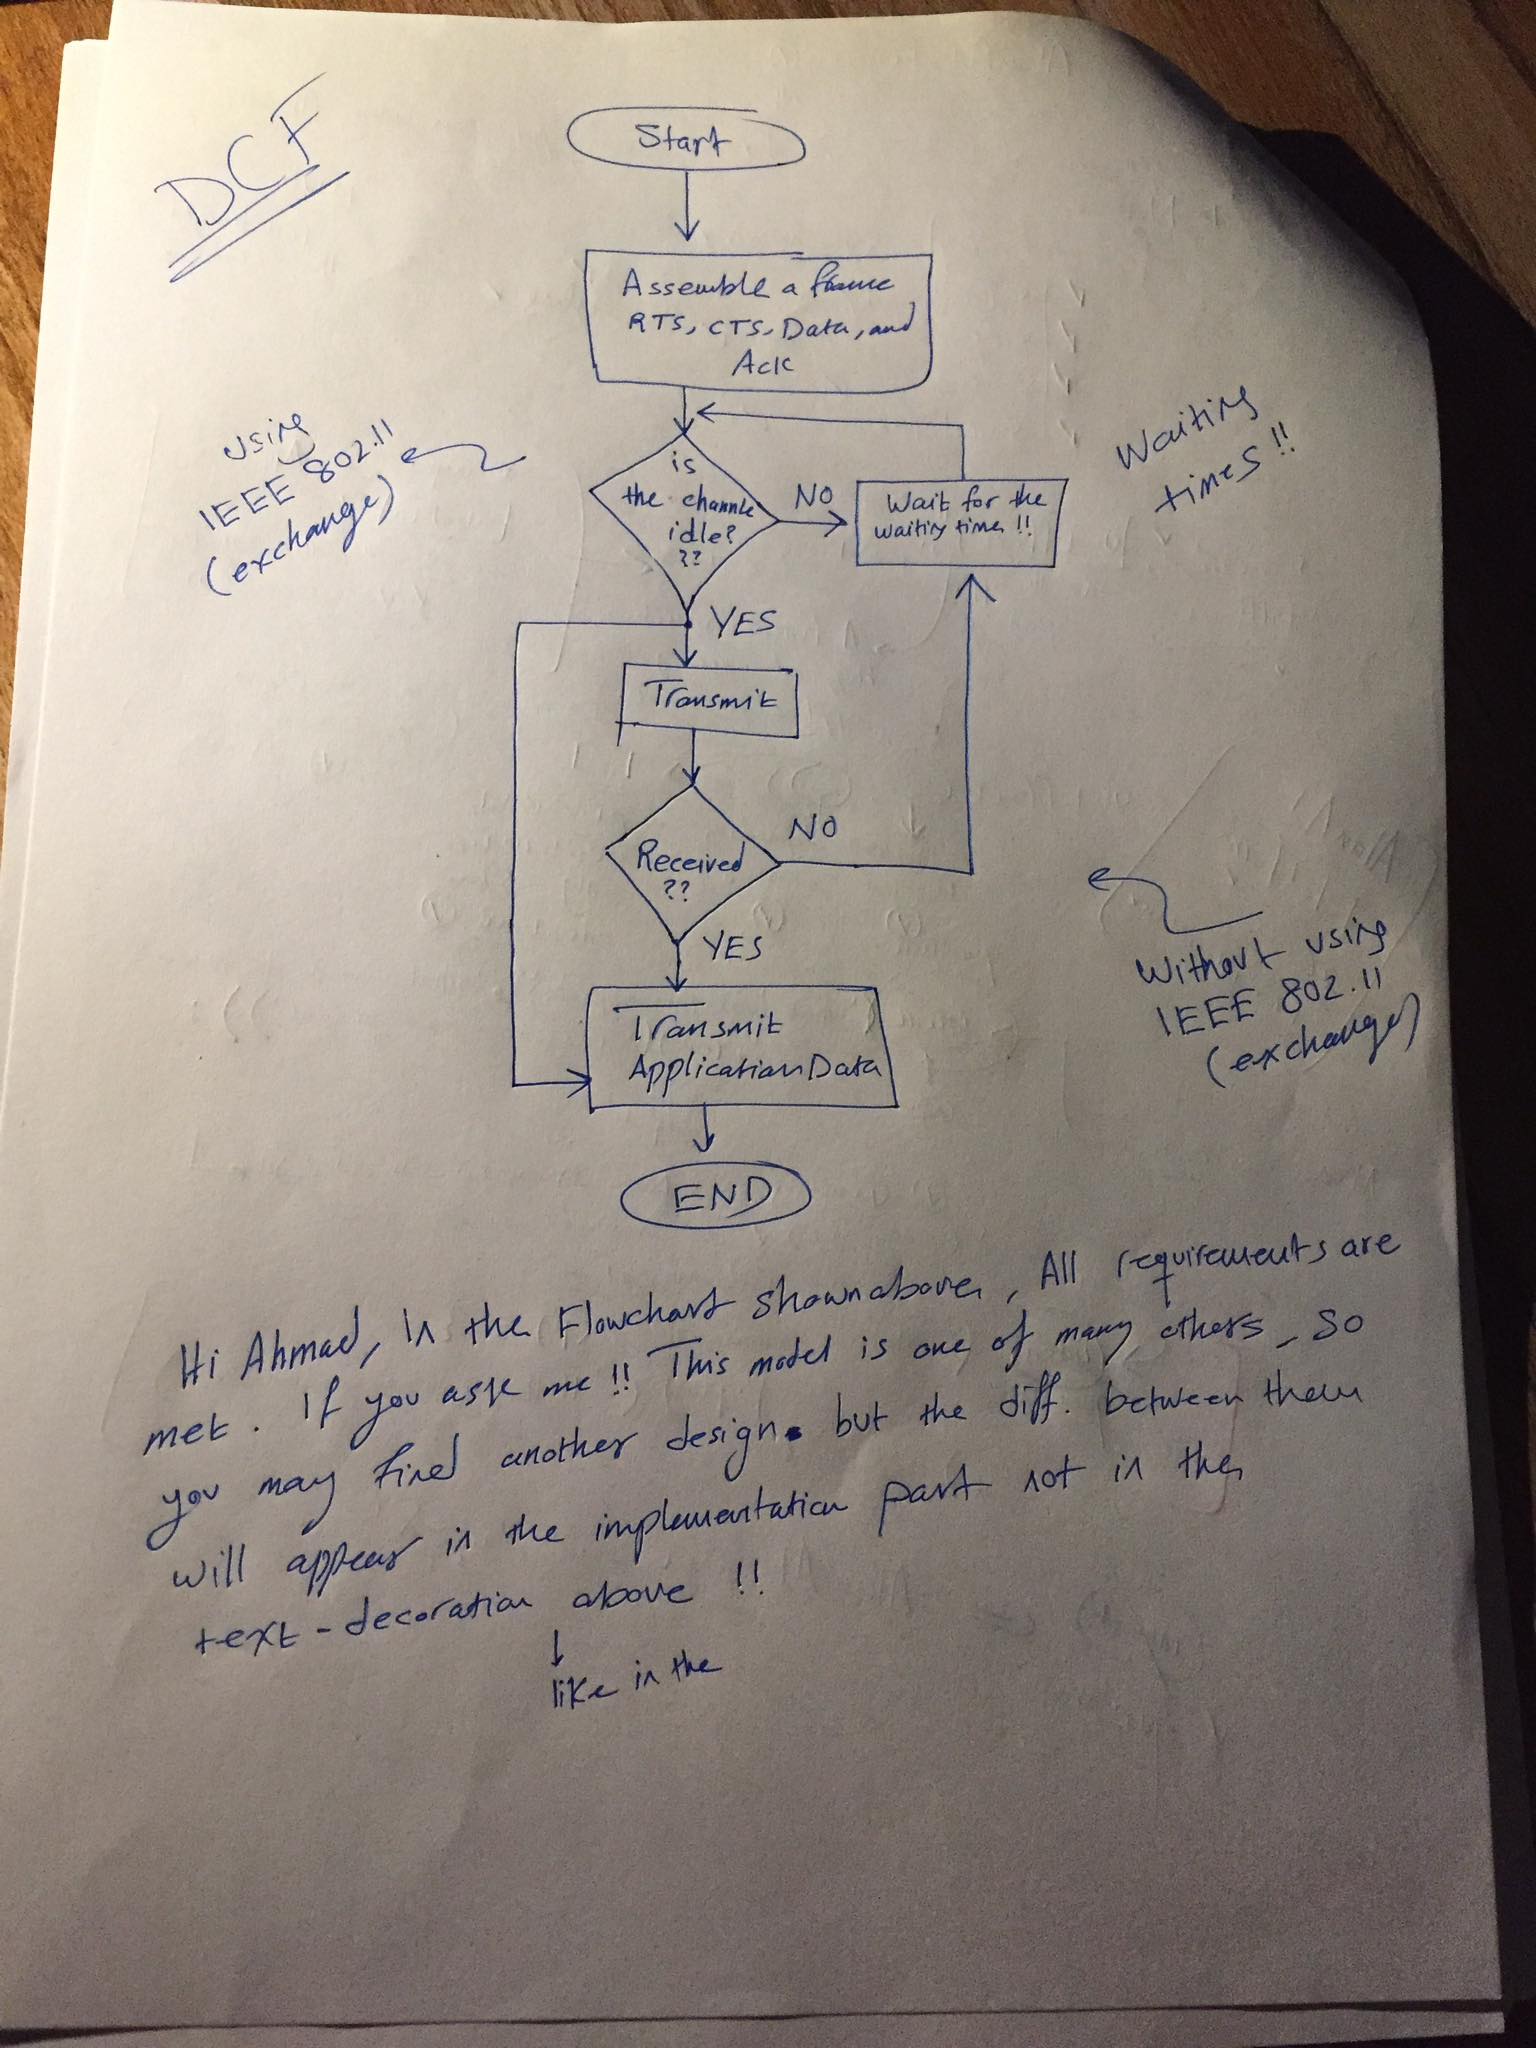 DCF
Start
Assemble a frame
RTS, CTS, Data, and
Ack
using
IEEE 802.11
(exchange)
is
the channle
idle?
??
NO
Wait for the
waiting times !!
Waiting
times !!
YES
Transmit
Received
??
NO
YES
Without using
IEEE 802.11
(exchange)
Transmit
Application Data
END
Hi Ahmad, In the Flowchart shown above, All requirements are
met. If you ask me !! This model is one of many others, so
you may find another design. but the diff. between them
will appear in the implementation part not in the
text-decoration above !!
↓
like in the